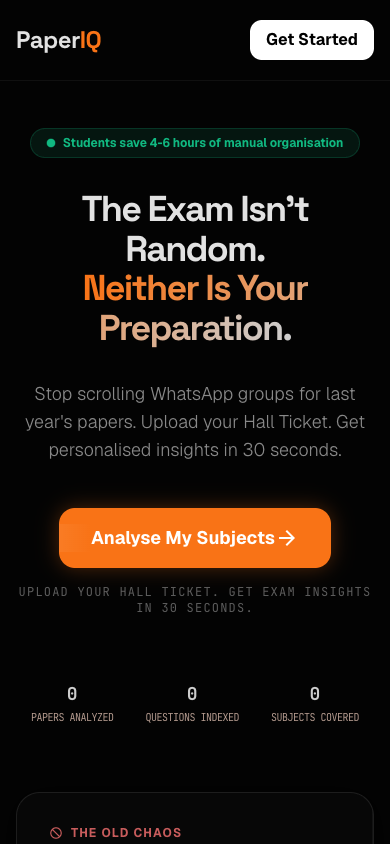 PaperIQ
Get Started
Students save 4-6 hours of manual organisation
The Exam Isn't
Random.
Neither Is Your
Preparation.
Stop scrolling WhatsApp groups for last
year's papers. Upload your Hall Ticket. Get
personalised insights in 30 seconds.
Analyse My Subjects
UPLOAD YOUR HALL TICKET. GET EXAM INSIGHTS
IN 30 SECONDS.
0 0 0
PAPERS ANALYZED QUESTIONS INDEXED SUBJECTS COVERED
THE OLD CHAOS